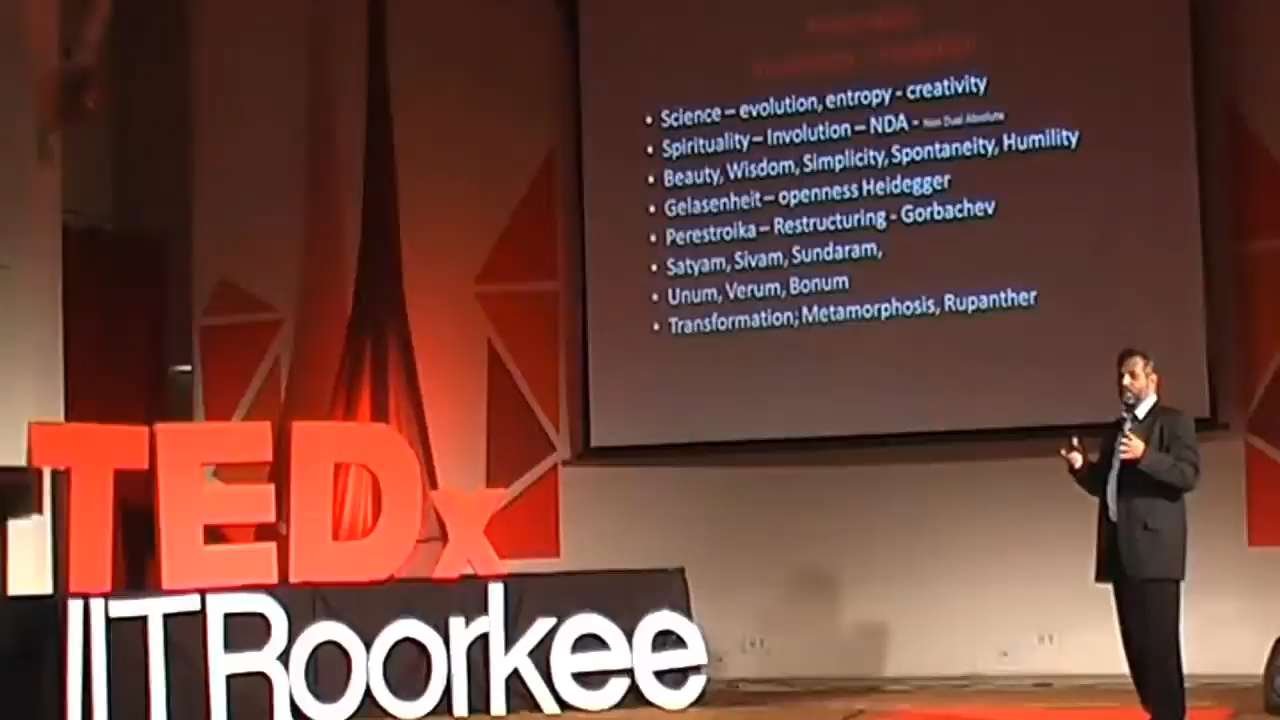 • Science – evolution, entropy - creativity
• Spirituality – Involution – NDA - Non Dual Absolute
• Beauty, Wisdom, Simplicity, Spontaneity, Humility
• Gelasenheit – openness Heidegger
• Perestroika – Restructuring - Gorbachev
• Satyam, Sivam, Sundaram,
• Unum, Verum, Bonum
• Transformation; Metamorphosis, Rupanther
TEDx
IITRoorkee